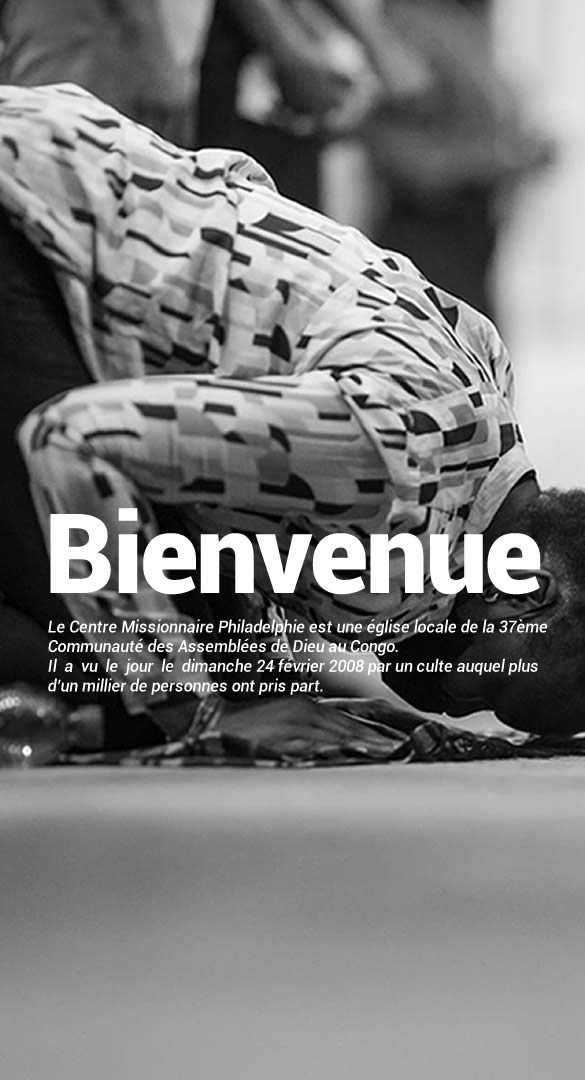 Bienvenue
Le Centre Missionnaire Philadelphie est une église locale de la 37ème
Communauté des Assemblées de Dieu au Congo.
Il a vu le jour le dimanche 24 février 2008 par un culte auquel plus
d'un millier de personnes ont pris part.